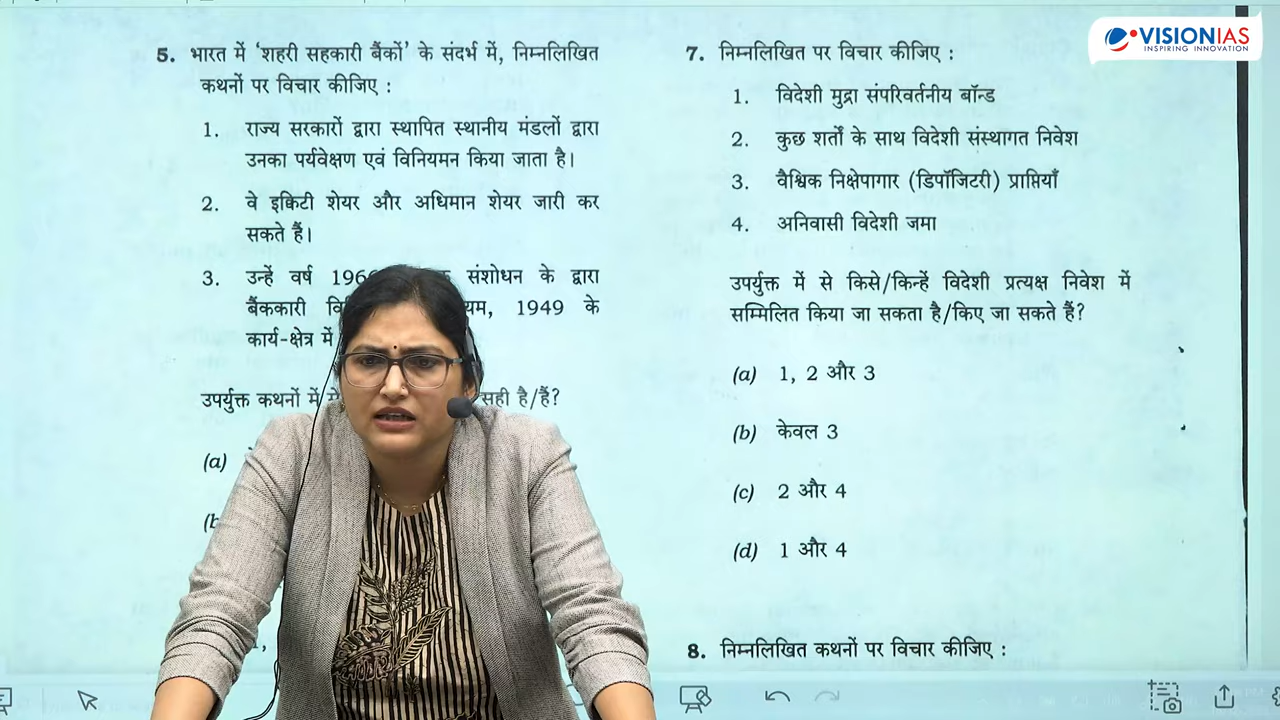 5. भारत में ‘शहरी सहकारी बैंकों’ के संदर्भ में, निम्नलिखित
कथनों पर विचार कीजिए :
1. राज्य सरकारों द्वारा स्थापित स्थानीय मंडलों द्वारा
उनका पर्यवेक्षण एवं विनियमन किया जाता है।
2. वे इक्विटी शेयर और अधिमान शेयर जारी कर
सकते हैं।
3. उन्हें वर्ष संशोधन के द्वारा
बैंककारी 1949 के
कार्य-क्षेत्र में
उपर्युक्त कथनों में सही है/हैं?
(a)
7. निम्नलिखित पर विचार कीजिए :
1. विदेशी मुद्रा संपरिवर्तनीय बॉन्ड
2. कुछ शर्तों के साथ विदेशी संस्थागत निवेश
3. वैश्विक निक्षेपागार (डिपॉजिटरी) प्राप्तियाँ
4. अनिवासी विदेशी जमा
उपर्युक्त में से किसे/किन्हें विदेशी प्रत्यक्ष निवेश में
सम्मिलित किया जा सकता है/किए जा सकते हैं?
(a) 1, 2 और 3
(b) केवल 3
(c) 2 और 4
(d) 1 और 4
8. निम्नलिखित कथनों पर विचार कीजिए :
VISIONIAS
INSPIRING INNOVATION